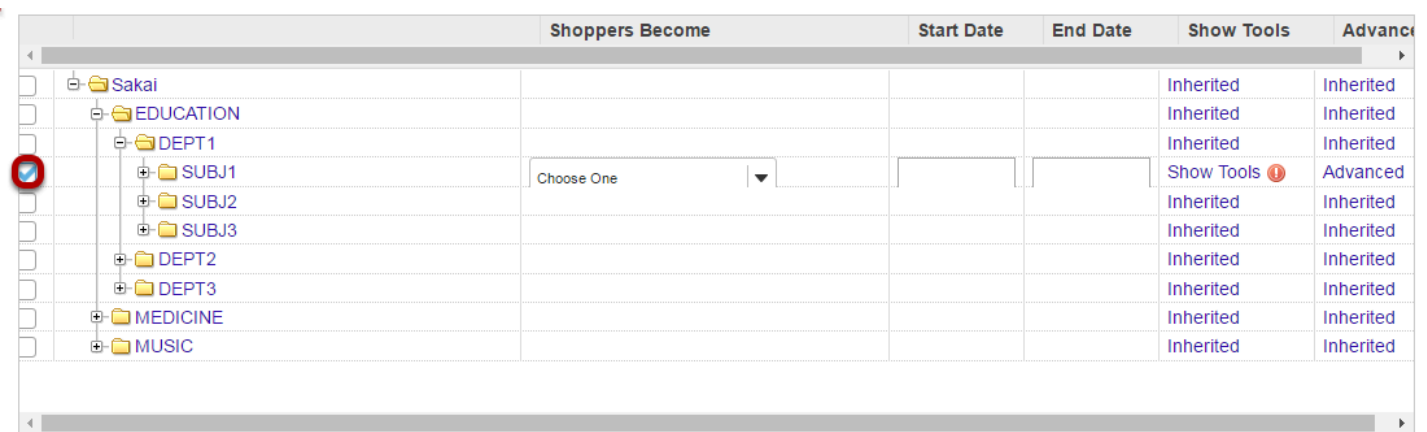 Shoppers Become Start Date End Date Show Tools Advance
Sakai Inherited Inherited
EDUCATION Inherited Inherited
DEPT1 Inherited Inherited
SUBJ1 Choose One Show Tools Advanced
SUBJ2 Inherited Inherited
SUBJ3 Inherited Inherited
DEPT2 Inherited Inherited
DEPT3 Inherited Inherited
MEDICINE Inherited Inherited
MUSIC Inherited Inherited